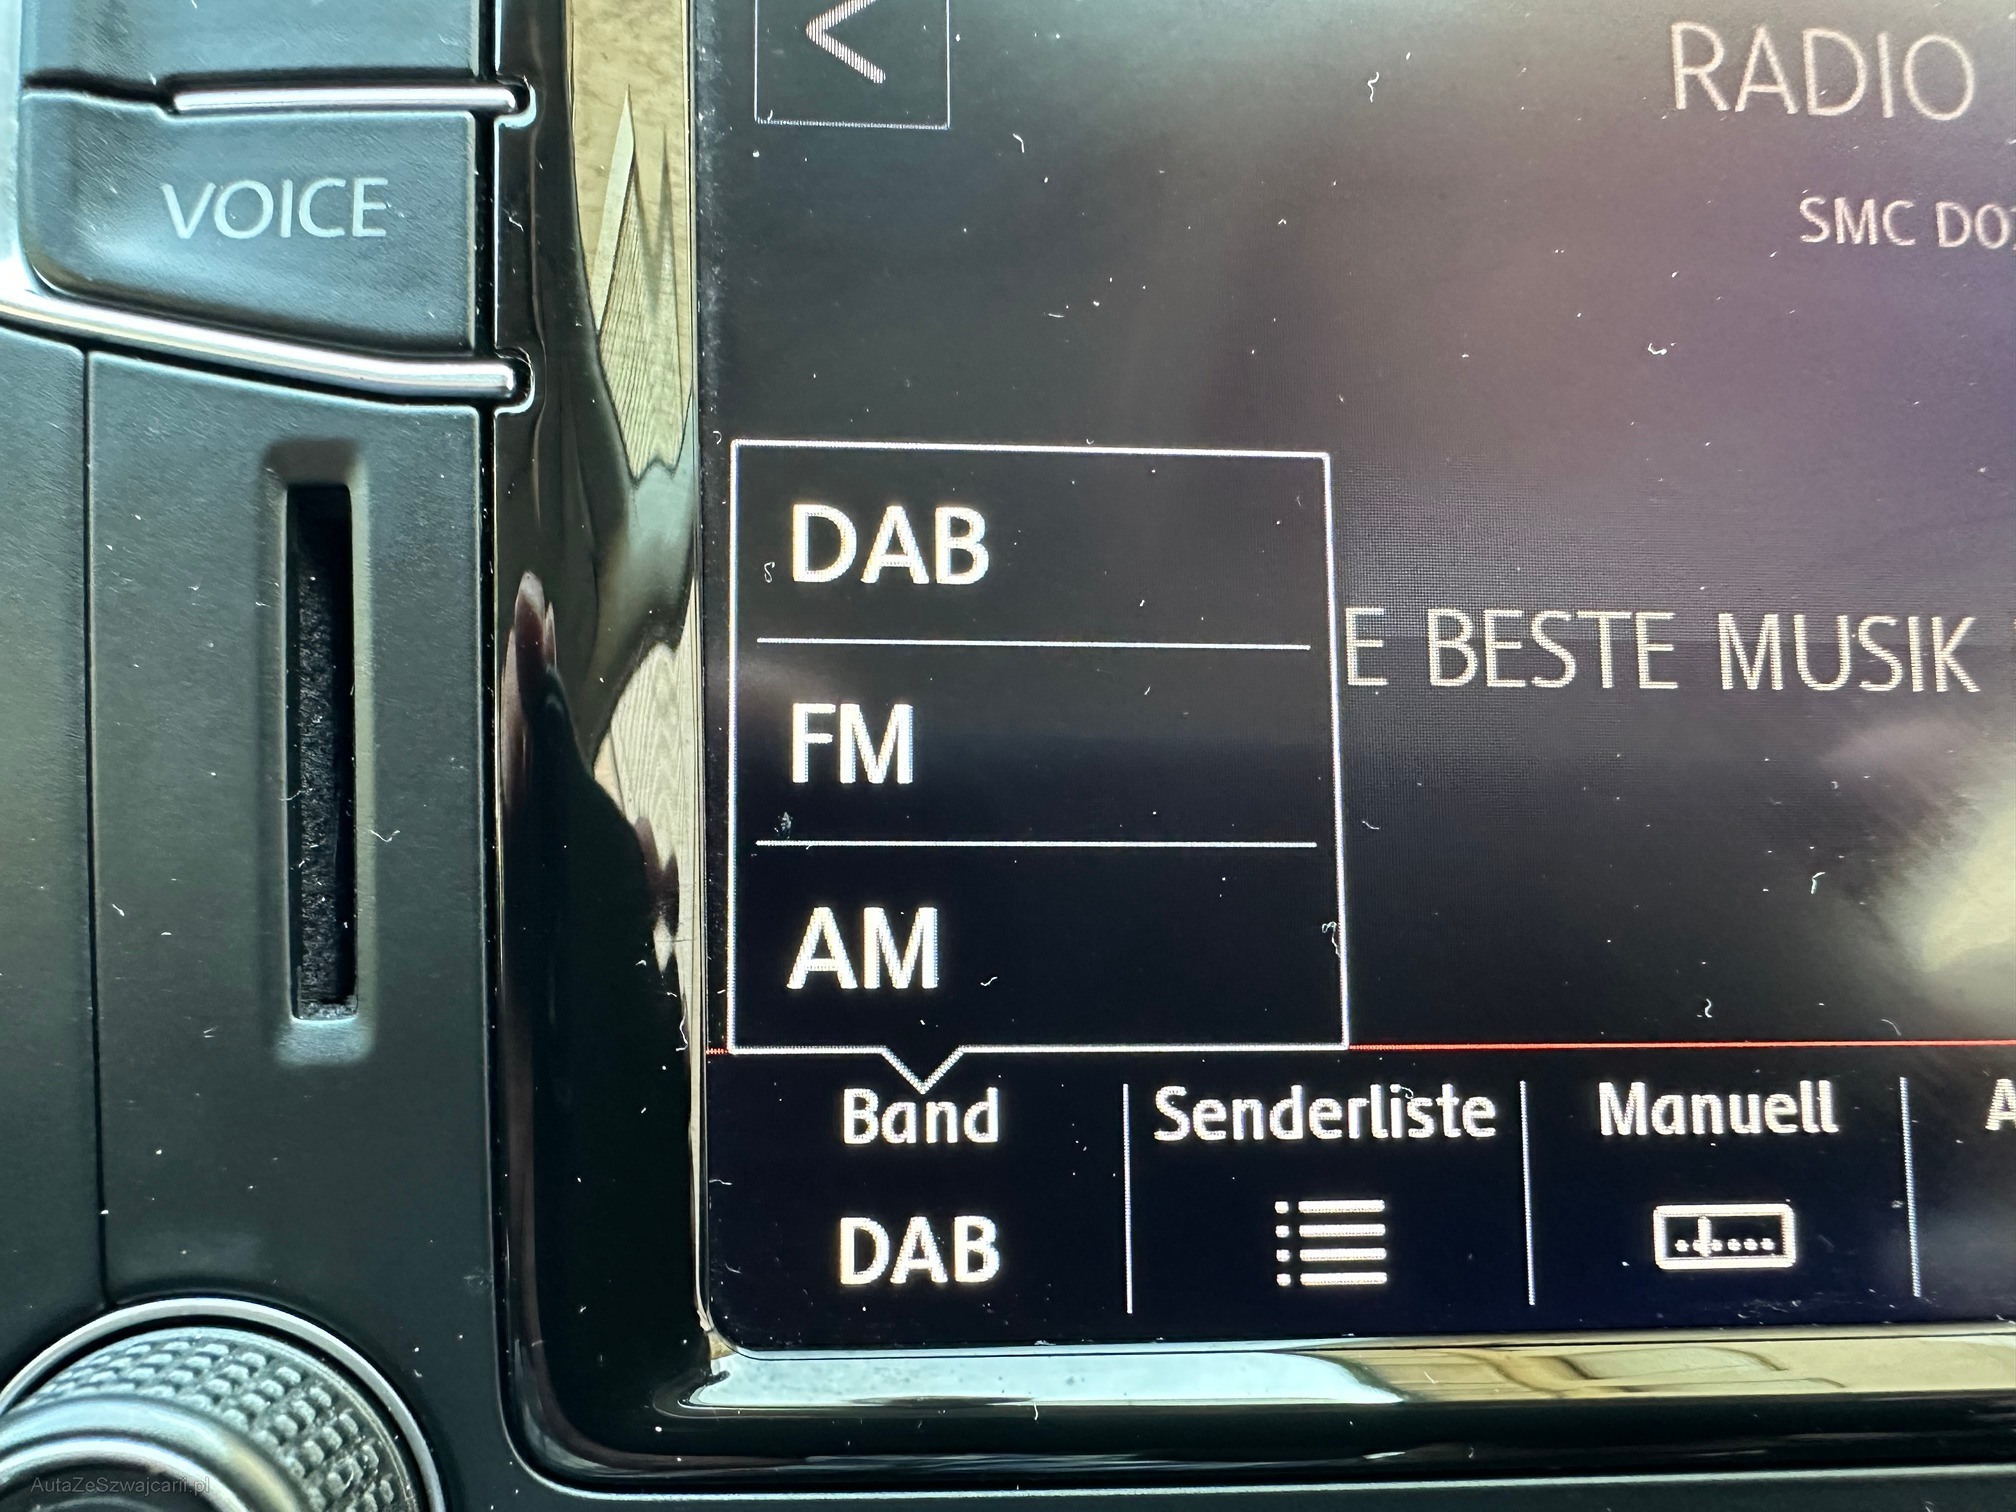 RADIO
VOICE
SMC
DAB
E BESTE MUSIK
FM
AM
Band
Senderliste
Manuell
DAB
AutaZeSzwajcarii.pl